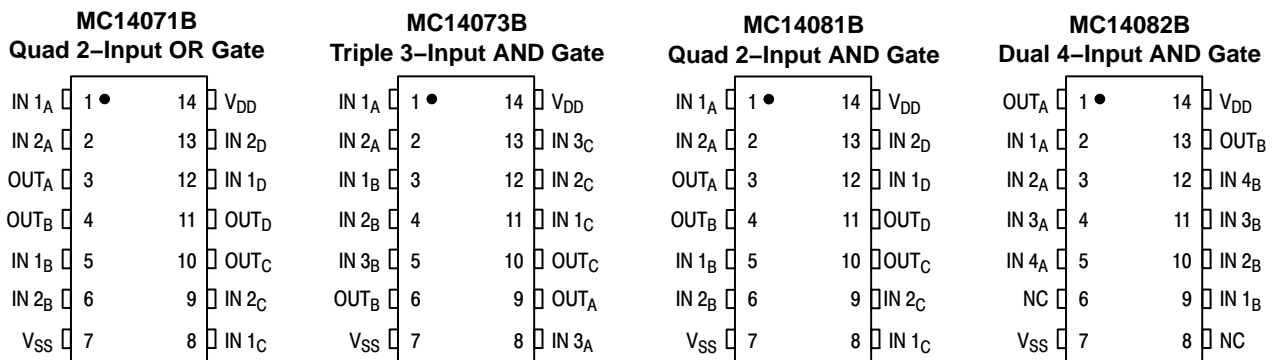 MC14071B
Quad 2–Input OR Gate
IN 1A 1 14 VDD
IN 2A 2 13 IN 2D
OUTA 3 12 IN 1D
OUTB 4 11 OUTD
IN 1B 5 10 OUTC
IN 2B 6 9 IN 2C
VSS 7 8 IN 1C
MC14073B
Triple 3–Input AND Gate
IN 1A 1 14 VDD
IN 2A 2 13 IN 3C
IN 1B 3 12 IN 2C
IN 2B 4 11 IN 1C
IN 3B 5 10 OUTC
OUTB 6 9 OUTA
VSS 7 8 IN 3A
MC14081B
Quad 2–Input AND Gate
IN 1A 1 14 VDD
IN 2A 2 13 IN 2D
OUTA 3 12 IN 1D
OUTB 4 11 OUTD
IN 1B 5 10 OUTC
IN 2B 6 9 IN 2C
VSS 7 8 IN 1C
MC14082B
Dual 4–Input AND Gate
OUTA 1 14 VDD
IN 1A 2 13 OUTB
IN 2A 3 12 IN 4B
IN 3A 4 11 IN 3B
IN 4A 5 10 IN 2B
NC 6 9 IN 1B
VSS 7 8 NC